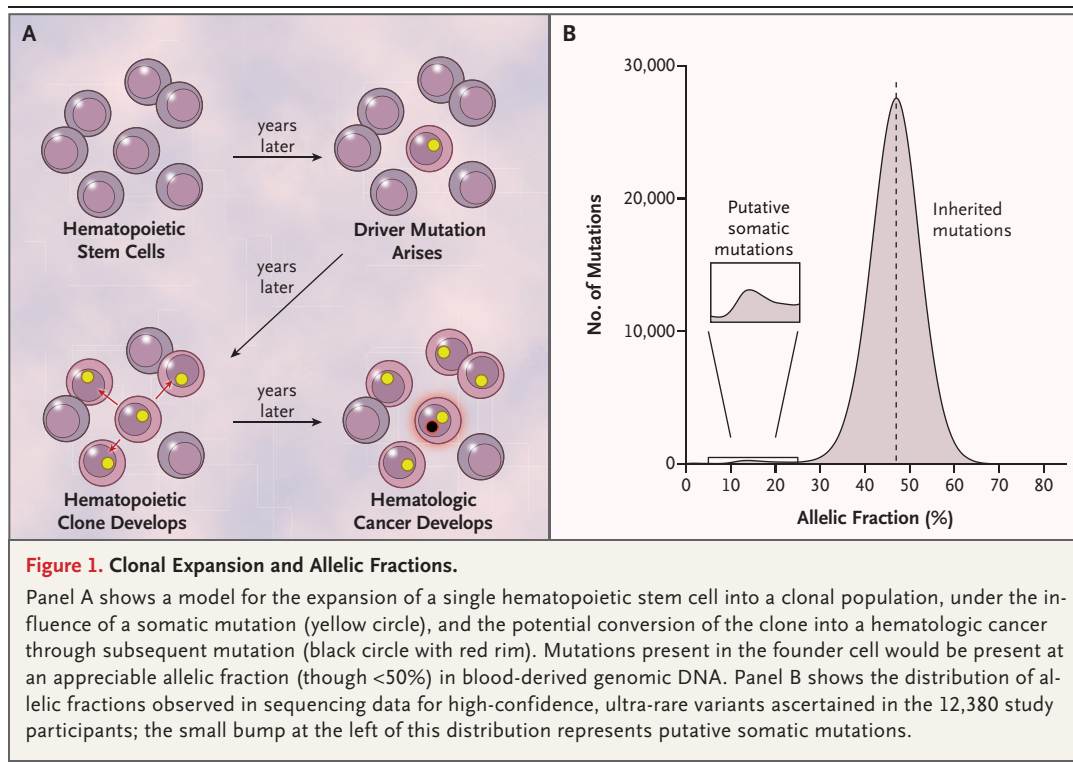 A
years
later
Hematopoietic
Stem Cells
Driver Mutation
Arises
years
later
years
later
Hematopoietic
Clone Develops
Hematologic
Cancer Develops
B
30,000
20,000
10,000
0
No. of Mutations
Putative
somatic
mutations
Inherited
mutations
0 10 20 30 40 50 60 70 80
Allelic Fraction (%)
Figure 1. Clonal Expansion and Allelic Fractions.
Panel A shows a model for the expansion of a single hematopoietic stem cell into a clonal population, under the in-
fluence of a somatic mutation (yellow circle), and the potential conversion of the clone into a hematologic cancer
through subsequent mutation (black circle with red rim). Mutations present in the founder cell would be present at
an appreciable allelic fraction (though <50%) in blood-derived genomic DNA. Panel B shows the distribution of al-
lelic fractions observed in sequencing data for high-confidence, ultra-rare variants ascertained in the 12,380 study
participants; the small bump at the left of this distribution represents putative somatic mutations.